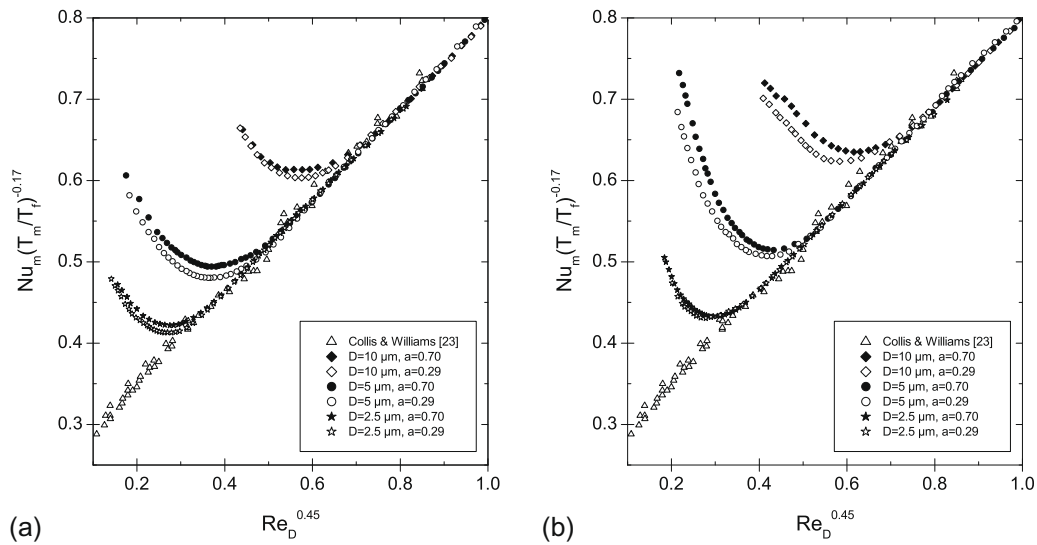 0.8
0.7
0.6
0.5
0.4
0.3
Nu_m(T_m/T_f)^-0.17
△ Collis & Williams [23]
◆ D=10 µm, a=0.70
◇ D=10 µm, a=0.29
● D=5 µm, a=0.70
○ D=5 µm, a=0.29
★ D=2.5 µm, a=0.70
☆ D=2.5 µm, a=0.29
0.2 0.4 0.6 0.8 1.0
(a) Re_D^0.45
0.8
0.7
0.6
0.5
0.4
0.3
Nu_m(T_m/T_f)^-0.17
△ Collis & Williams [23]
◆ D=10 µm, a=0.70
◇ D=10 µm, a=0.29
● D=5 µm, a=0.70
○ D=5 µm, a=0.29
★ D=2.5 µm, a=0.70
☆ D=2.5 µm, a=0.29
0.2 0.4 0.6 0.8 1.0
(b) Re_D^0.45